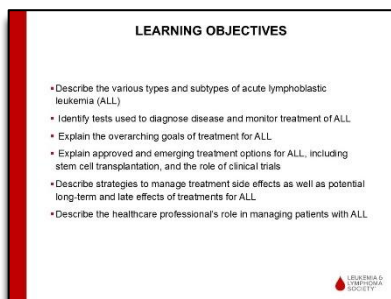 LEARNING OBJECTIVES
▪ Describe the various types and subtypes of acute lymphoblastic
leukemia (ALL)
▪ Identify tests used to diagnose disease and monitor treatment of ALL
▪ Explain the overarching goals of treatment for ALL
▪ Explain approved and emerging treatment options for ALL, including
stem cell transplantation, and the role of clinical trials
▪ Describe strategies to manage treatment side effects as well as potential
long-term and late effects of treatments for ALL
▪ Describe the healthcare professional's role in managing patients with ALL
LEUKEMIA &
LYMPHOMA
SOCIETY